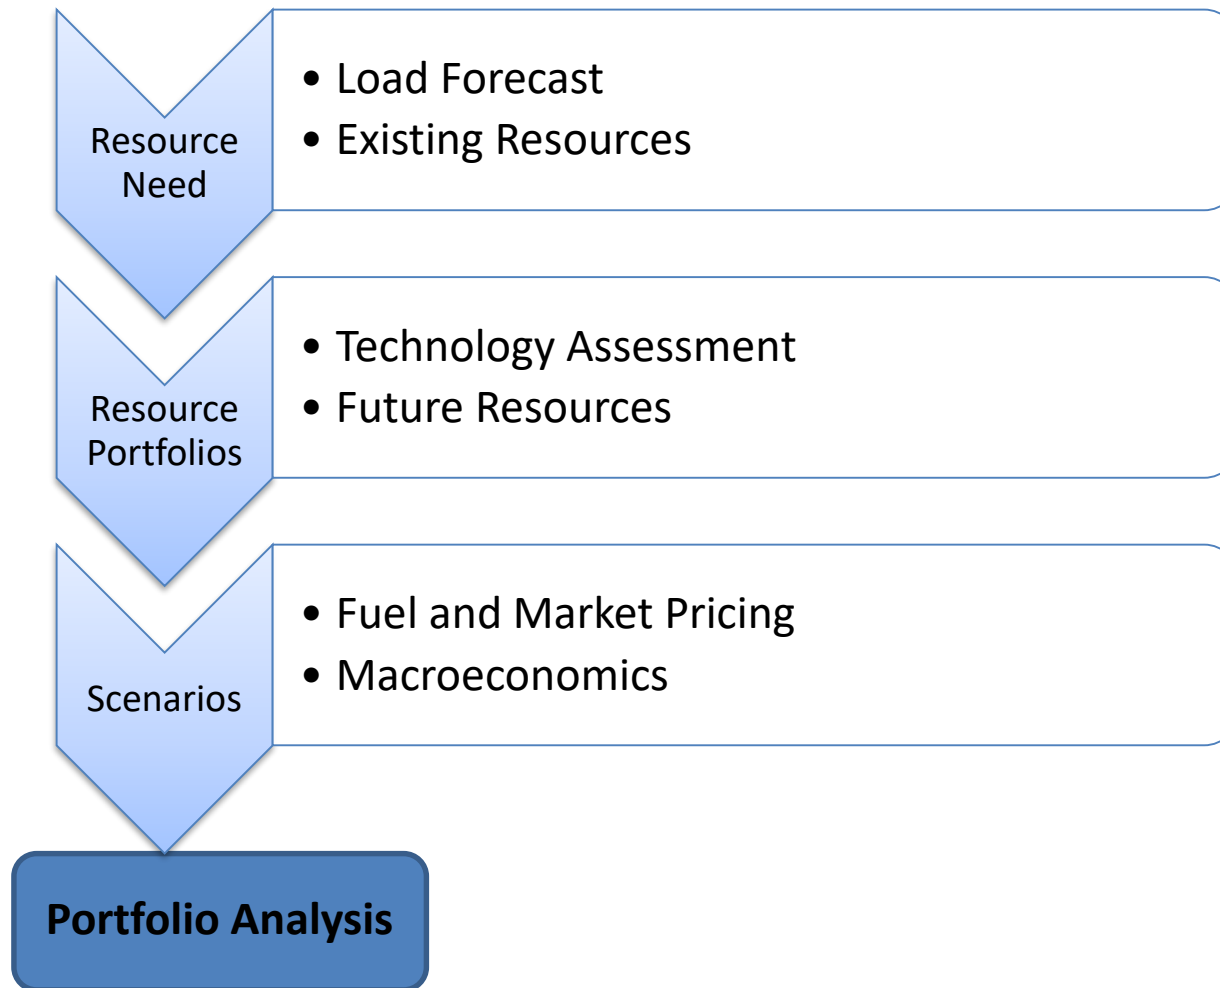 Resource
Need
• Load Forecast
• Existing Resources
Resource
Portfolios
• Technology Assessment
• Future Resources
Scenarios
• Fuel and Market Pricing
• Macroeconomics
Portfolio Analysis